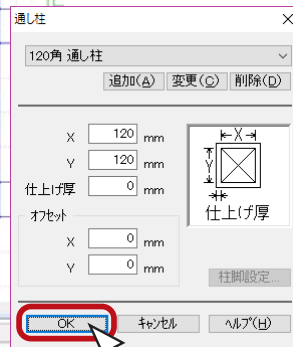 通し柱
120角 通し柱
追加(A) 変更(C) 削除(D)
X 120 mm
Y 120 mm
仕上げ厚 0 mm
X
Y
仕上げ厚
オフセット
X 0 mm
Y 0 mm
柱脚設定...
OK キャンセル ヘルプ(H)